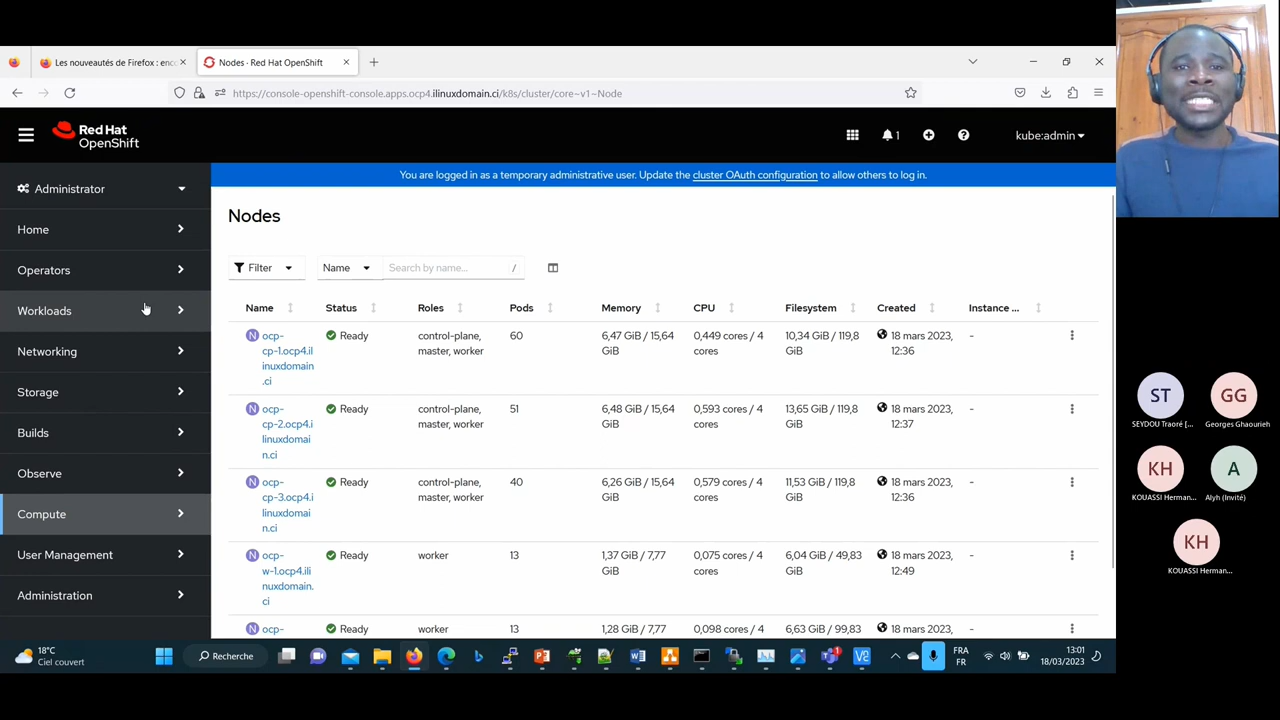 Les nouveautés de Firefox : enc
Nodes · Red Hat OpenShift
https://console-openshift-console.apps.ocp4.ilinuxdomain.ci/k8s/cluster/core~v1~Node
Red Hat
OpenShift
1
kube:admin
Administrator
Home
Operators
Workloads
Networking
Storage
Builds
Observe
Compute
User Management
Administration
You are logged in as a temporary administrative user. Update the cluster OAuth configuration to allow others to log in.
Nodes
Filter
Name
Search by name...
/
Name Status Roles Pods Memory CPU Filesystem Created Instance ...
N ocp- Ready control-plane, 60 6,47 GiB / 15,64 0,449 cores / 4 10,34 GiB / 119,8 18 mars 2023, -
cp-1.ocp4.il master, worker GiB cores GiB 12:36
inuxdomain
.ci
N ocp- Ready control-plane, 51 6,48 GiB / 15,64 0,593 cores / 4 13,65 GiB / 119,8 18 mars 2023, -
cp-2.ocp4.i master, worker GiB cores GiB 12:37
linuxdomai
n.ci
N ocp- Ready control-plane, 40 6,26 GiB / 15,64 0,579 cores / 4 11,53 GiB / 119,8 18 mars 2023, -
cp-3.ocp4.i master, worker GiB cores GiB 12:36
linuxdomai
n.ci
N ocp- Ready worker 13 1,37 GiB / 7,77 0,075 cores / 4 6,04 GiB / 49,83 18 mars 2023, -
w-1.ocp4.ili GiB cores GiB 12:49
nuxdomain.
ci
N ocp- Ready worker 13 1,28 GiB / 7,77 0,098 cores / 4 6,63 GiB / 99,83 18 mars 2023, -
ST
SEYDOU Traoré [...
GG
Georges Ghaourieh
KH
KOUASSI Herman...
A
Alyh (Invité)
KH
KOUASSI Herman...
18°C
Ciel couvert
Recherche
FRA
FR
13:01
18/03/2023